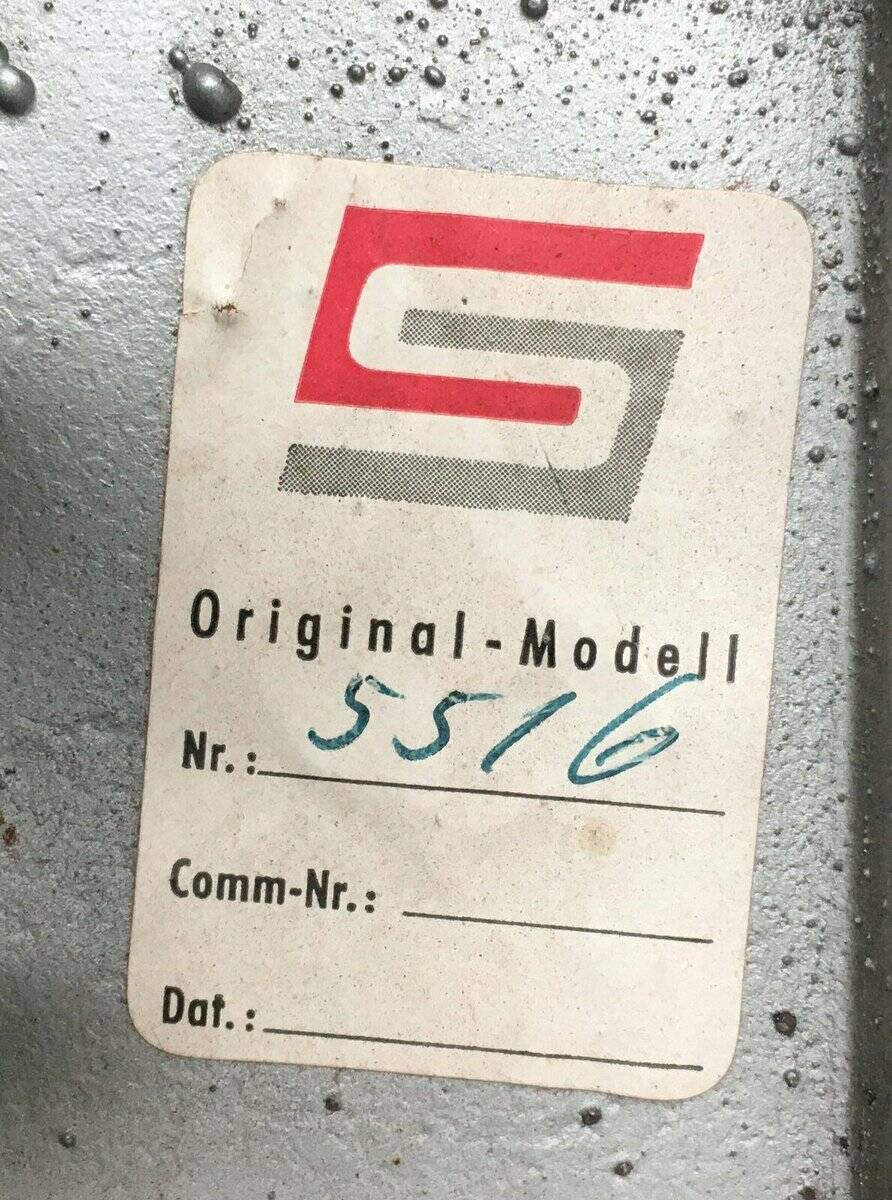 Original-Modell
Nr.: 5516
Comm-Nr.:
Dat.: